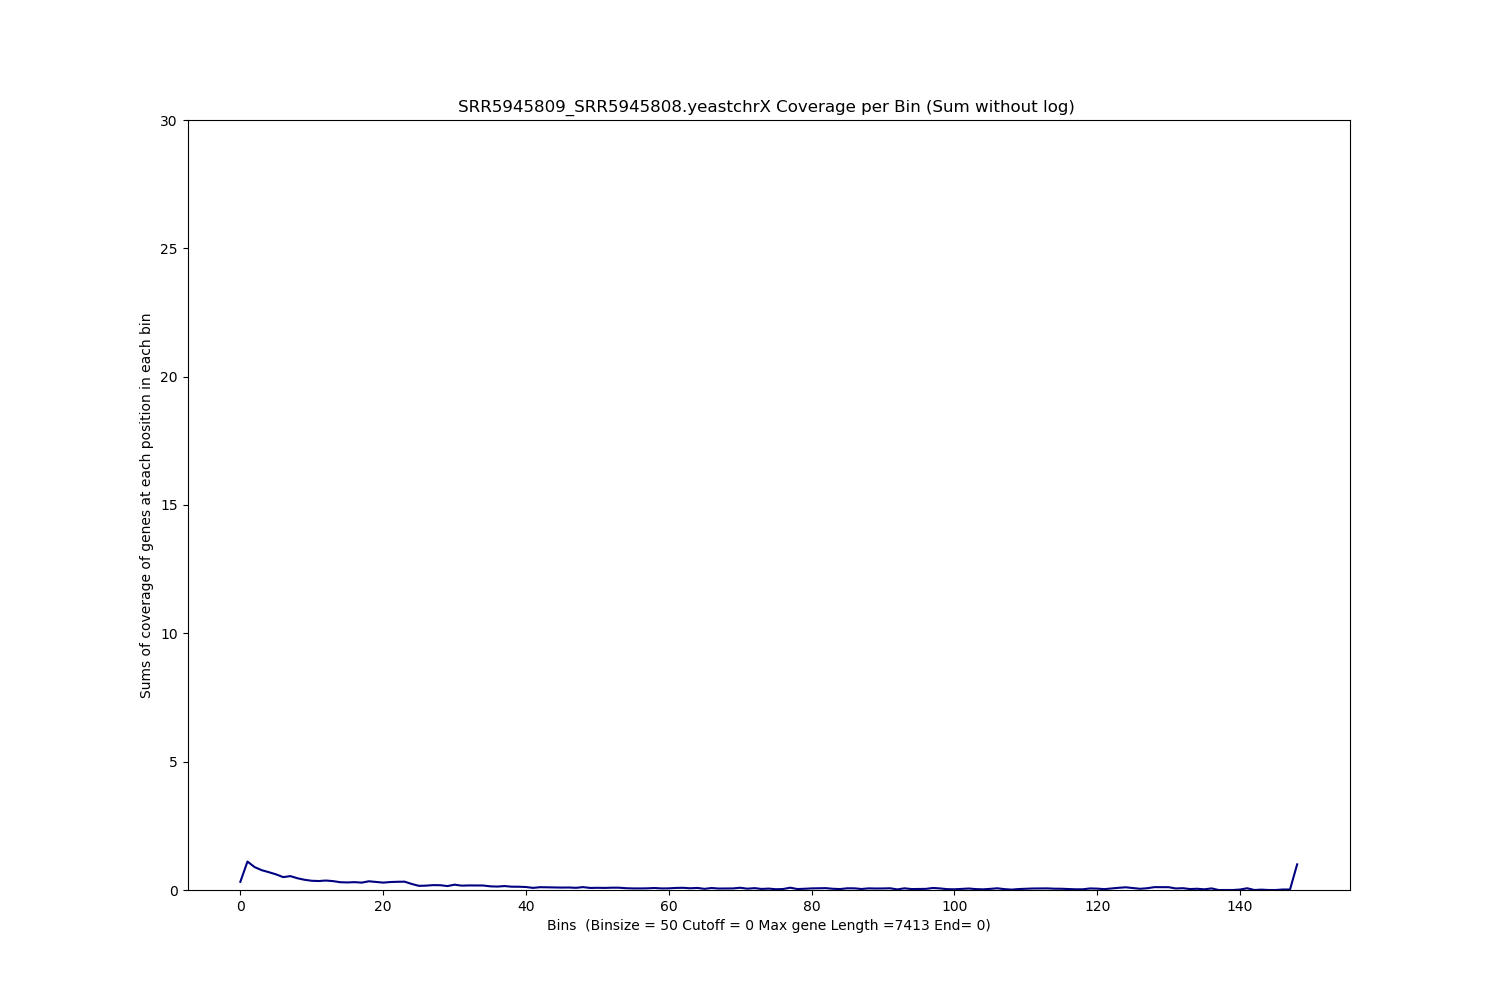 SRR5945809_SRR5945808.yeastchrX Coverage per Bin (Sum without log)
30
25
20
15
10
5
0
Sums of coverage of genes at each position in each bin
0 20 40 60 80 100 120 140
Bins  (Binsize = 50 Cutoff = 0 Max gene Length =7413 End= 0)